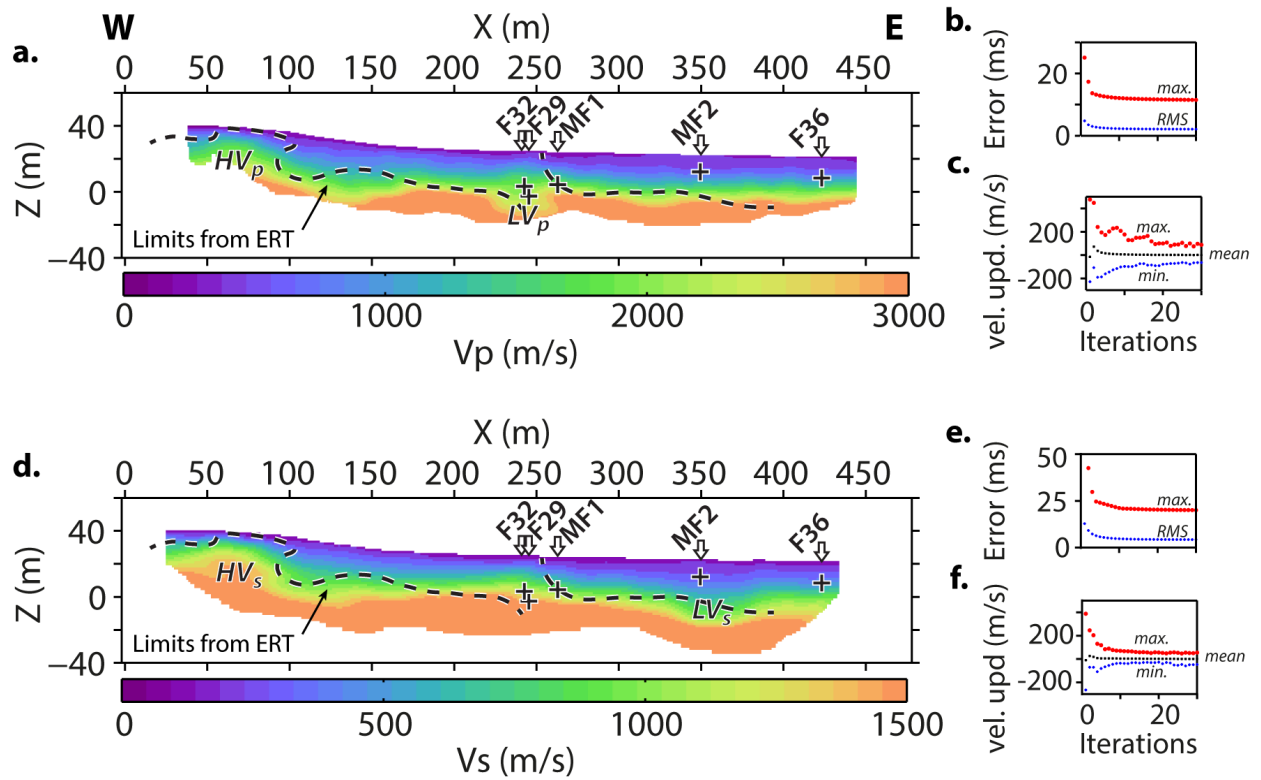 W
X (m)
E
a.
0 50 100 150 200 250 300 350 400 450
F32
F29
MF1
MF2
F36
40
0
−40
Z (m)
HVp
LVp
Limits from ERT
0 1000 2000 3000
Vp (m/s)
b.
Error (ms)
20
0
max.
RMS
c.
vel. upd. (m/s)
200
-200
max.
mean
min.
0 20
Iterations
d.
X (m)
0 50 100 150 200 250 300 350 400 450
F32
F29
MF1
MF2
F36
40
0
−40
Z (m)
HVs
LVs
Limits from ERT
0 500 1000 1500
Vs (m/s)
e.
Error (ms)
50
25
0
max.
RMS
f.
vel. upd (m/s)
200
-200
max.
mean
min.
0 20
Iterations